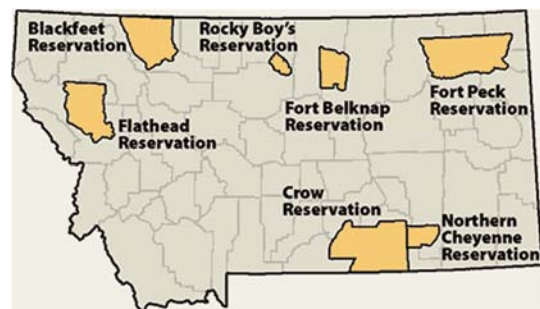 Blackfeet
Reservation
Rocky Boy's
Reservation
Fort Peck
Reservation
Fort Belknap
Reservation
Flathead
Reservation
Crow
Reservation
Northern
Cheyenne
Reservation